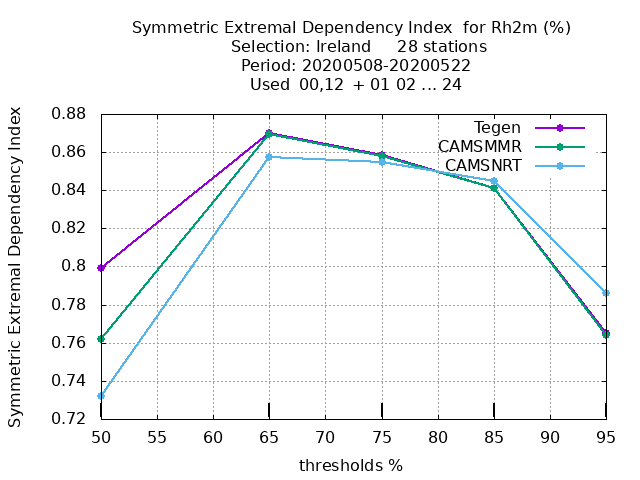 Symmetric Extremal Dependency Index  for Rh2m (%)
Selection: Ireland     28 stations
Period: 20200508-20200522
Used  00,12  + 01 02 ... 24
Symmetric Extremal Dependency Index
0.88
0.86
0.84
0.82
0.8
0.78
0.76
0.74
0.72
Tegen
CAMSMMR
CAMSNRT
50 55 60 65 70 75 80 85 90 95
thresholds %